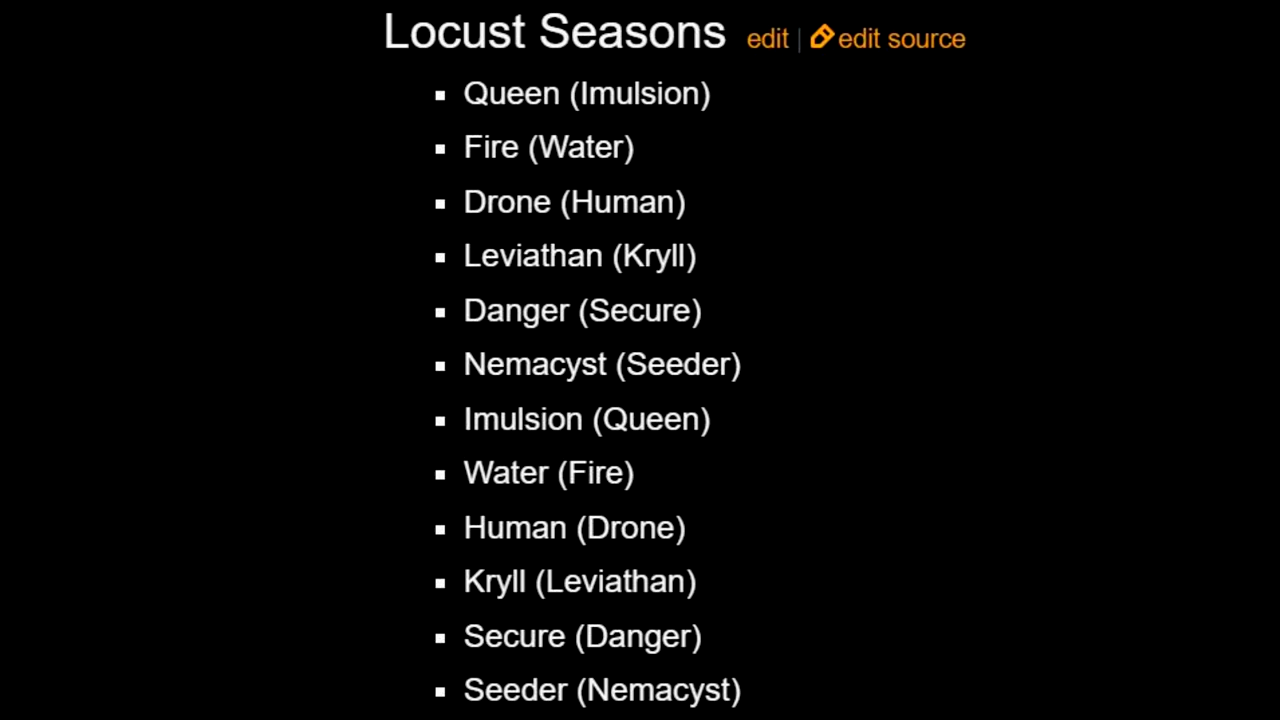 Locust Seasons edit | edit source
Queen (Imulsion)
Fire (Water)
Drone (Human)
Leviathan (Kryll)
Danger (Secure)
Nemacyst (Seeder)
Imulsion (Queen)
Water (Fire)
Human (Drone)
Kryll (Leviathan)
Secure (Danger)
Seeder (Nemacyst)